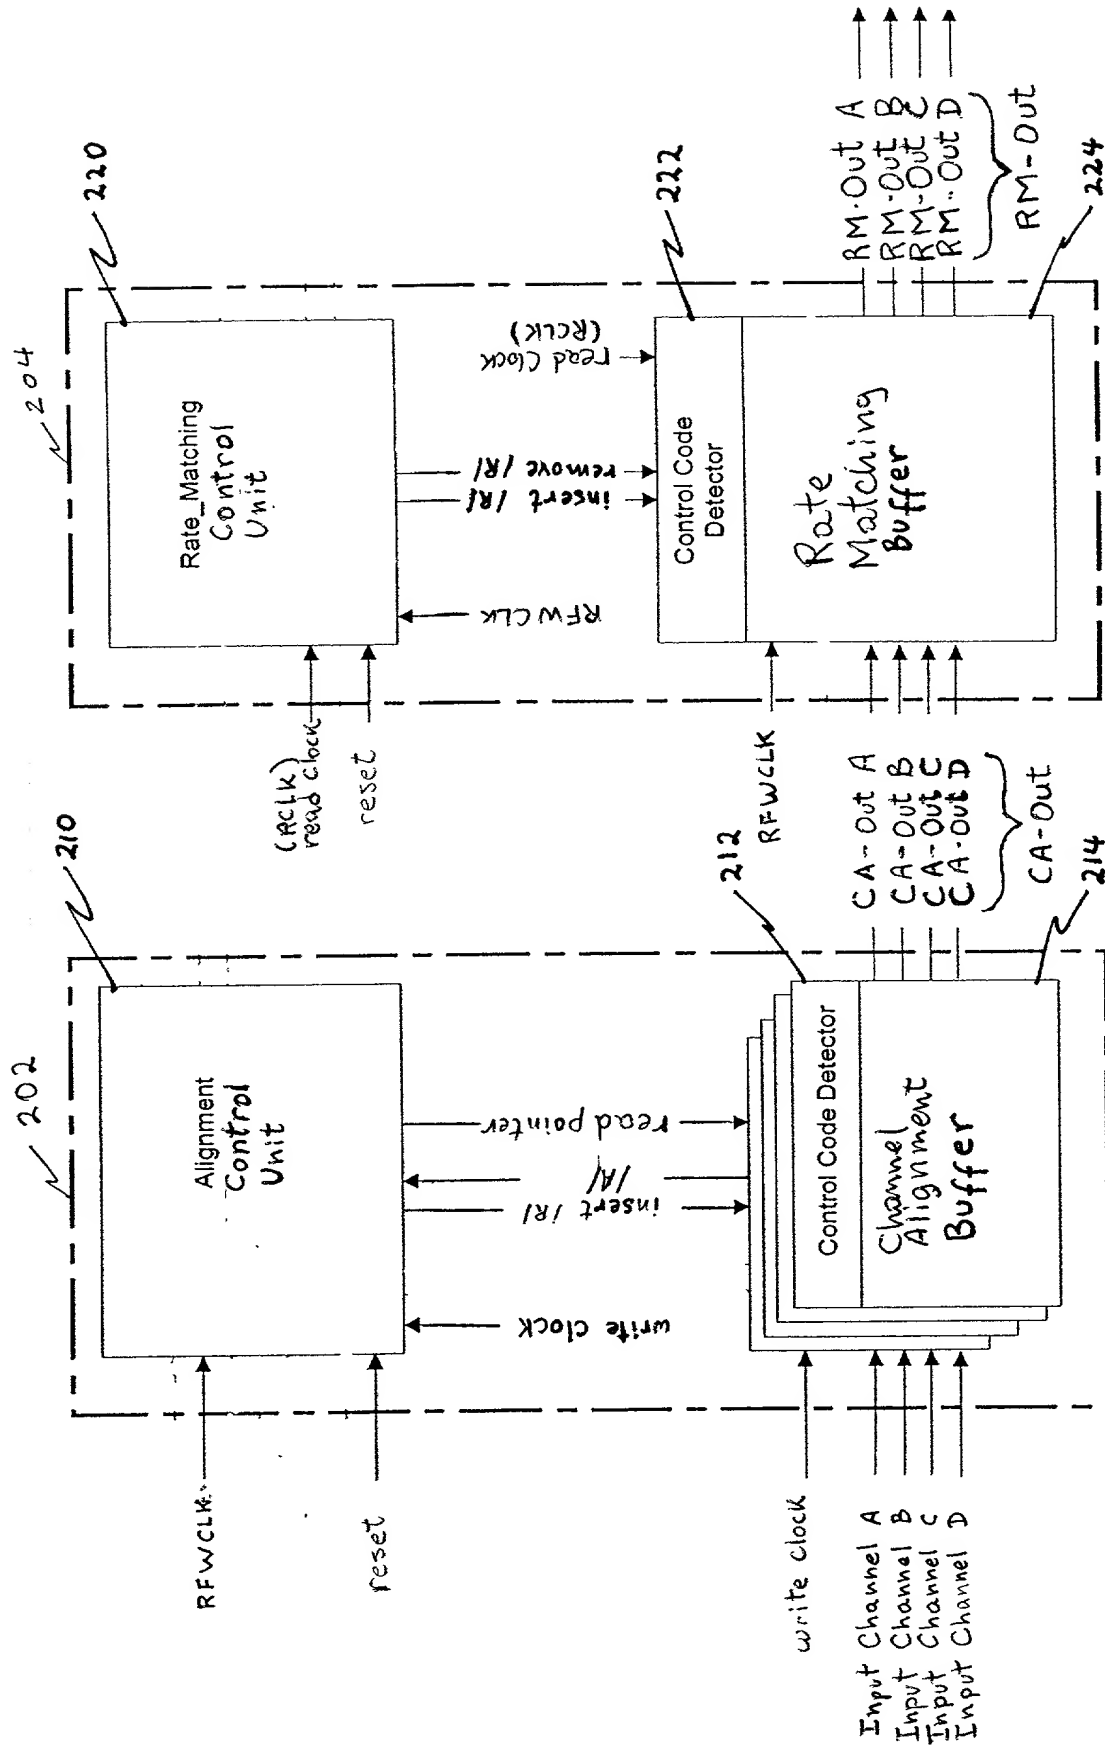 202
210
RFWCLK
reset
Alignment
Control
Unit
write clock
insert /R/
/A/
read pointer
212
write clock
Input Channel A
Input Channel B
Input Channel C
Input Channel D
Control Code Detector
Channel
Alignment
Buffer
CA-Out A
CA-Out B
CA-Out C
CA-Out D
CA-Out
214
204
220
(RCLK)
read clock
reset
Rate_Matching
Control
Unit
RFWCLK
insert /R/
remove /R/
read clock
(RCLK)
222
RFWCLK
Control Code
Detector
Rate
Matching
Buffer
RM-Out A
RM-Out B
RM-Out C
RM-Out D
RM-Out
224